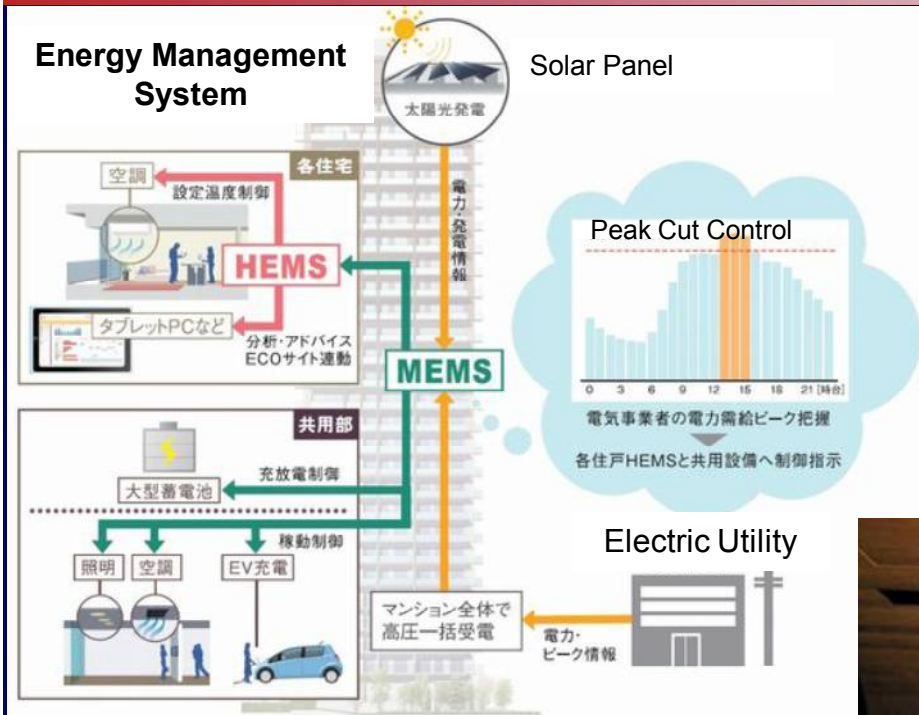 Energy Management
System
Solar Panel
太陽光発電
各住宅
空調
設定温度制御
HEMS
タブレットPCなど
分析・アドバイス
ECOサイト連動
電力・発電情報
MEMS
Peak Cut Control
0 3 6 9 12 15 18 21 [時台]
電気事業者の電力需給ピーク把握
各住戸HEMSと共用設備へ制御指示
共用部
大型蓄電池
充放電制御
稼動制御
照明
空調
EV充電
マンション全体で
高圧一括受電
電力・
ピーク情報
Electric Utility